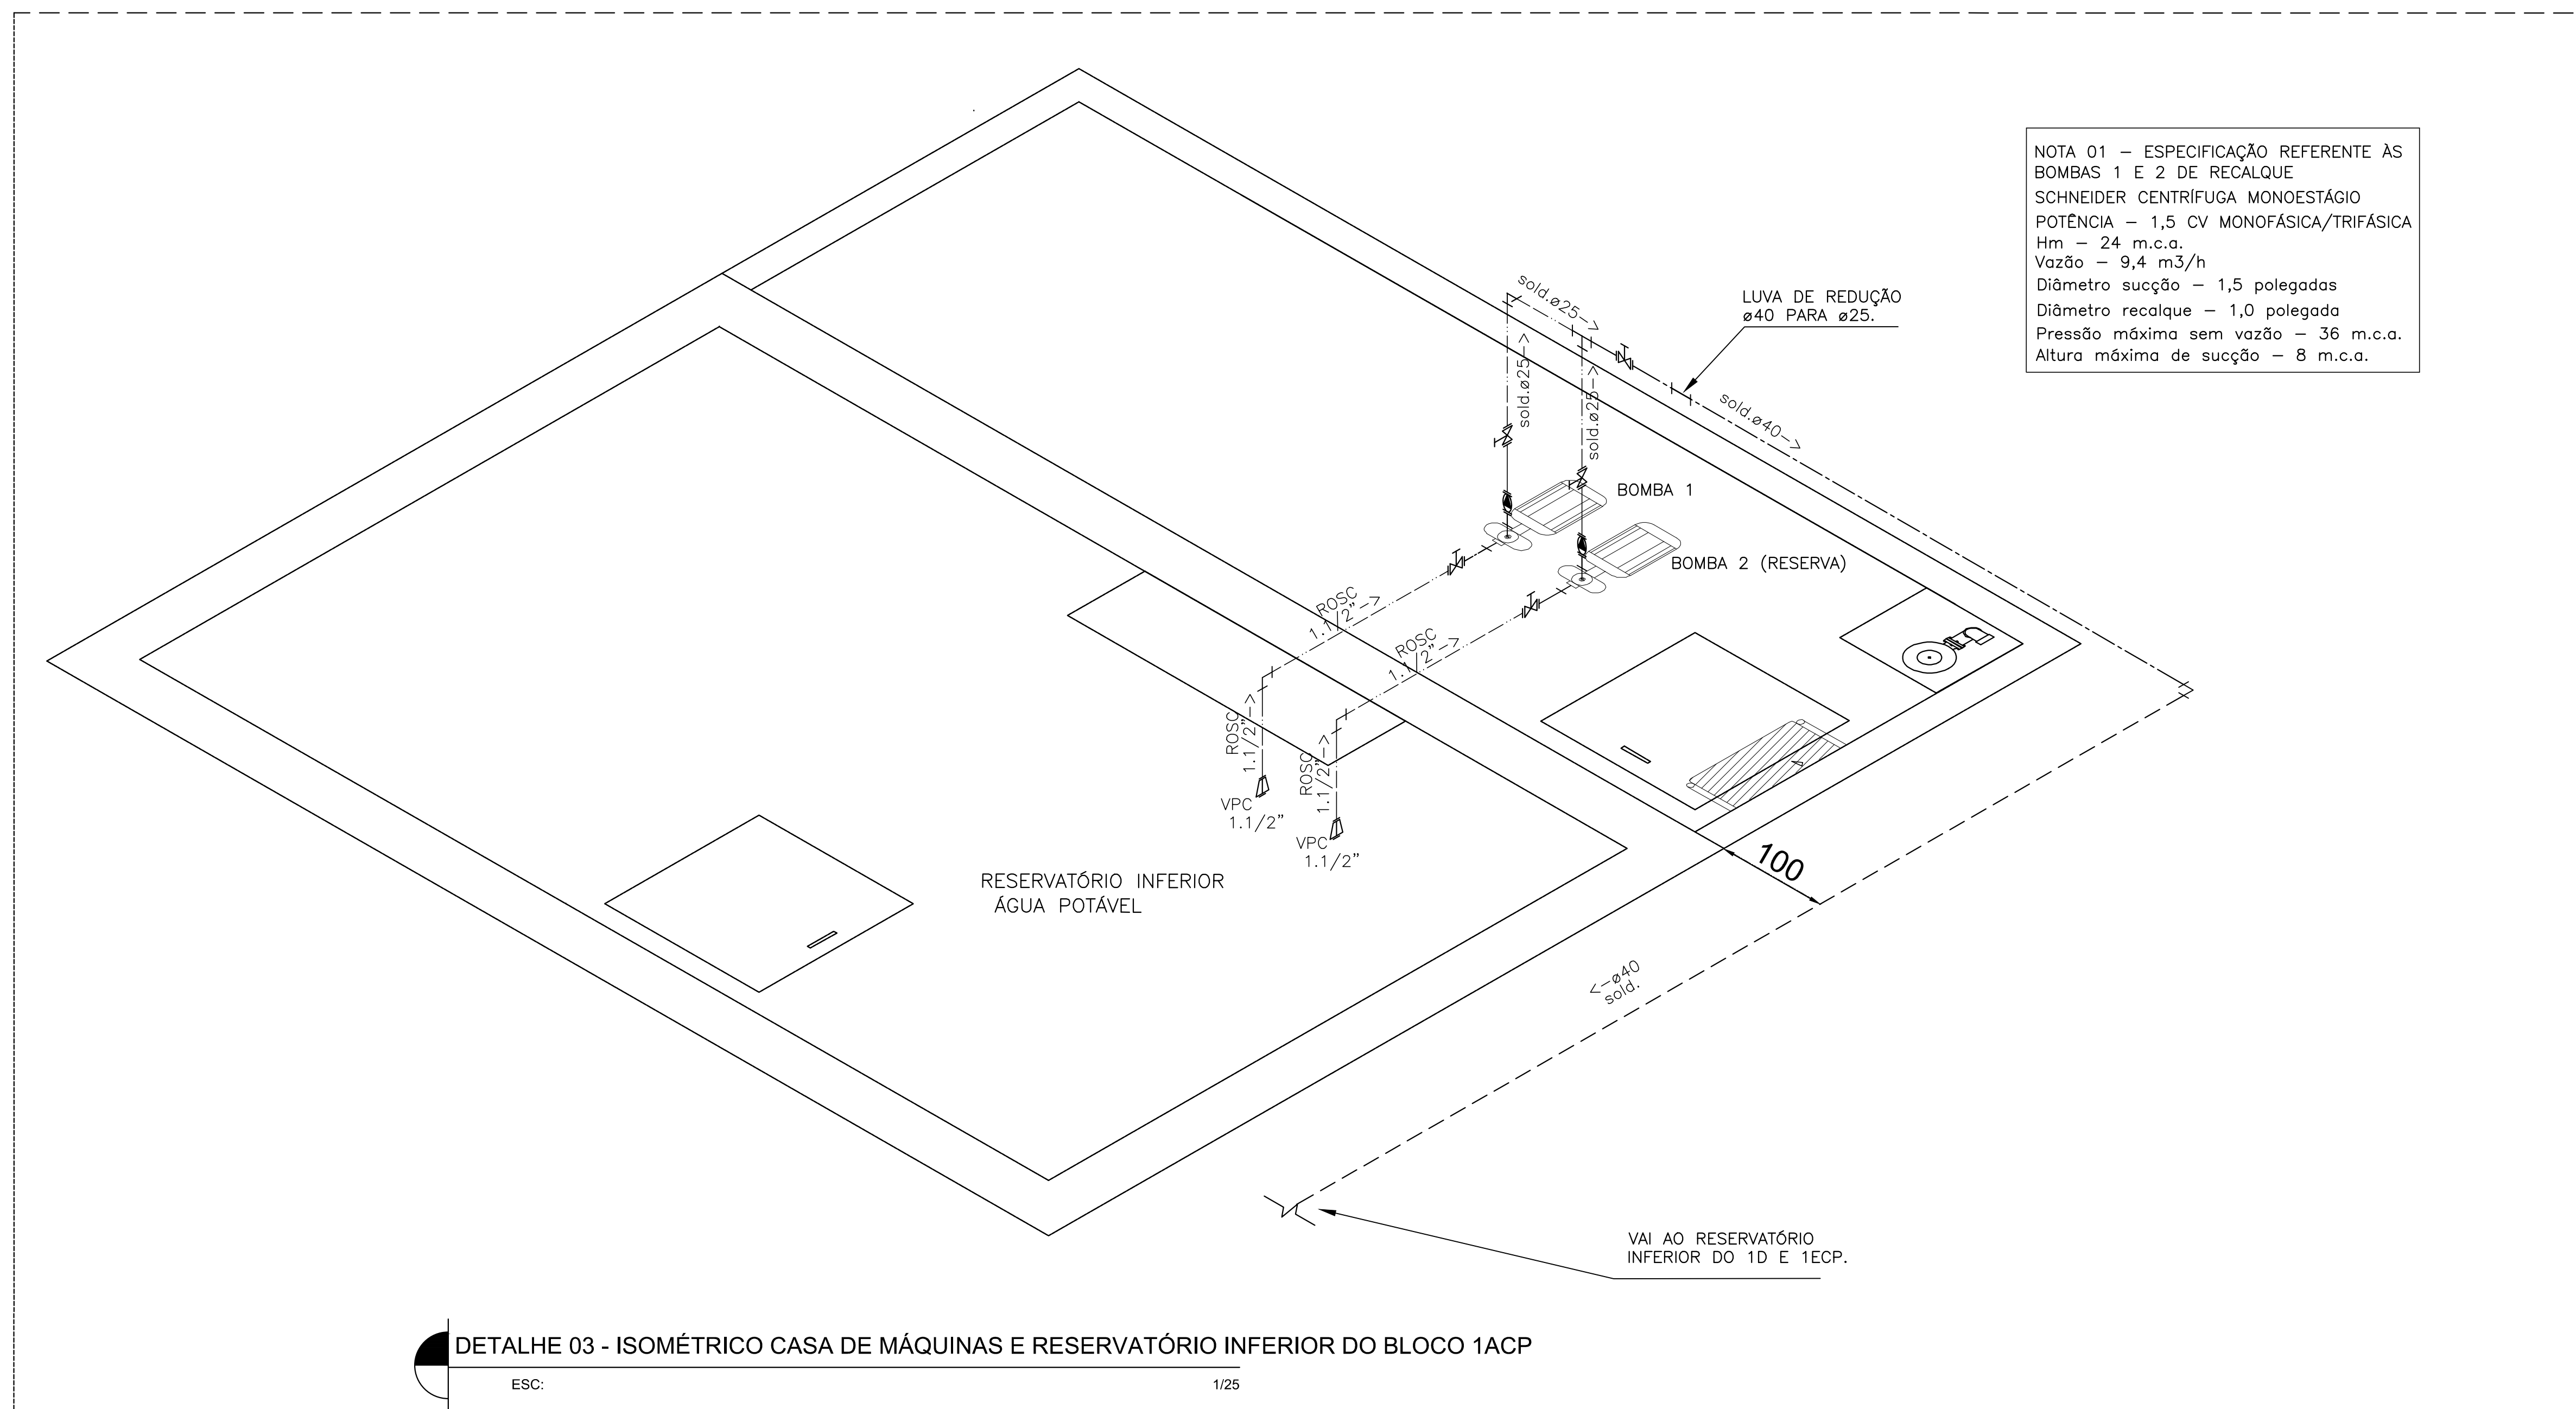 NOTA 01 – ESPECIFICAÇÃO REFERENTE ÀS
BOMBAS 1 E 2 DE RECALQUE
SCHNEIDER CENTRÍFUGA MONOESTÁGIO
POTÊNCIA – 1,5 CV MONOFÁSICA/TRIFÁSICA
Hm – 24 m.c.a.
Vazão – 9,4 m3/h
Diâmetro sucção – 1,5 polegadas
Diâmetro recalque – 1,0 polegada
Pressão máxima sem vazão – 36 m.c.a.
Altura máxima de sucção – 8 m.c.a.
sold.ø25->
LUVA DE REDUÇÃO
ø40 PARA ø25.
sold.ø25->
sold.ø25->
sold.ø40->
BOMBA 1
BOMBA 2 (RESERVA)
ROSC
1.1/2"->
ROSC
1.1/2"->
ROSC
1.1/2"->
ROSC
1.1/2"->
VPC
1.1/2"
VPC
1.1/2"
100
RESERVATÓRIO INFERIOR
ÁGUA POTÁVEL
<-ø40
sold.
VAI AO RESERVATÓRIO
INFERIOR DO 1D E 1ECP.
DETALHE 03 - ISOMÉTRICO CASA DE MÁQUINAS E RESERVATÓRIO INFERIOR DO BLOCO 1ACP
ESC: 1/25